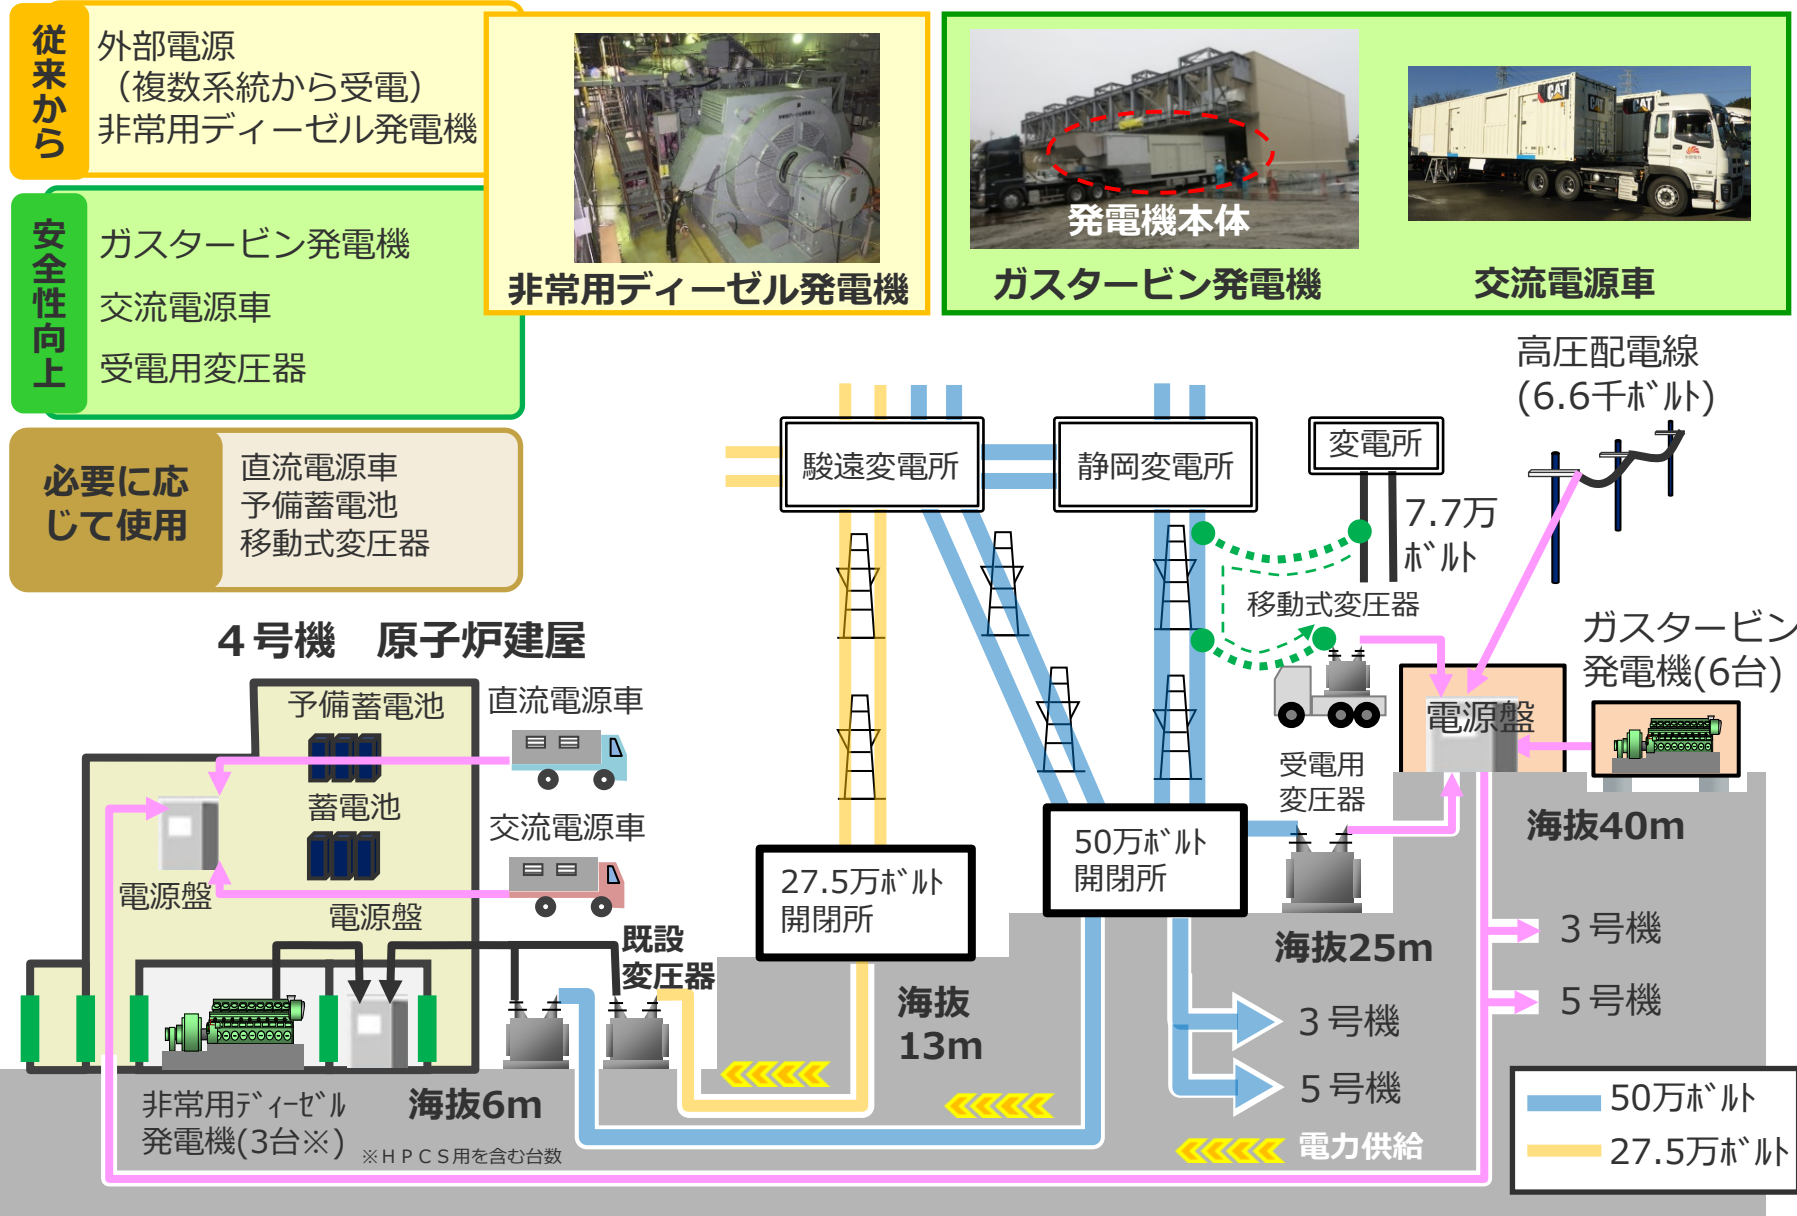 従来から
外部電源
（複数系統から受電）
非常用ディーゼル発電機
安全性向上
ガスタービン発電機
交流電源車
受電用変圧器
必要に応
じて使用
直流電源車
予備蓄電池
移動式変圧器
非常用ディーゼル発電機
発電機本体
ガスタービン発電機
CAT
CAT
交流電源車
高圧配電線
(6.6千ﾎﾞﾙﾄ)
駿遠変電所
静岡変電所
変電所
7.7万
ﾎﾞﾙﾄ
移動式変圧器
ガスタービン
発電機(6台)
電源盤
受電用
変圧器
海抜40m
４号機　原子炉建屋
予備蓄電池
直流電源車
蓄電池
交流電源車
電源盤
電源盤
既設
変圧器
27.5万ﾎﾞﾙﾄ
開閉所
50万ﾎﾞﾙﾄ
開閉所
海抜25m
３号機
５号機
海抜
13m
３号機
５号機
非常用ﾃﾞｨｰｾﾞﾙ
発電機(3台※)
海抜6m
※ＨＰＣＳ用を含む台数
電力供給
50万ﾎﾞﾙﾄ
27.5万ﾎﾞﾙﾄ